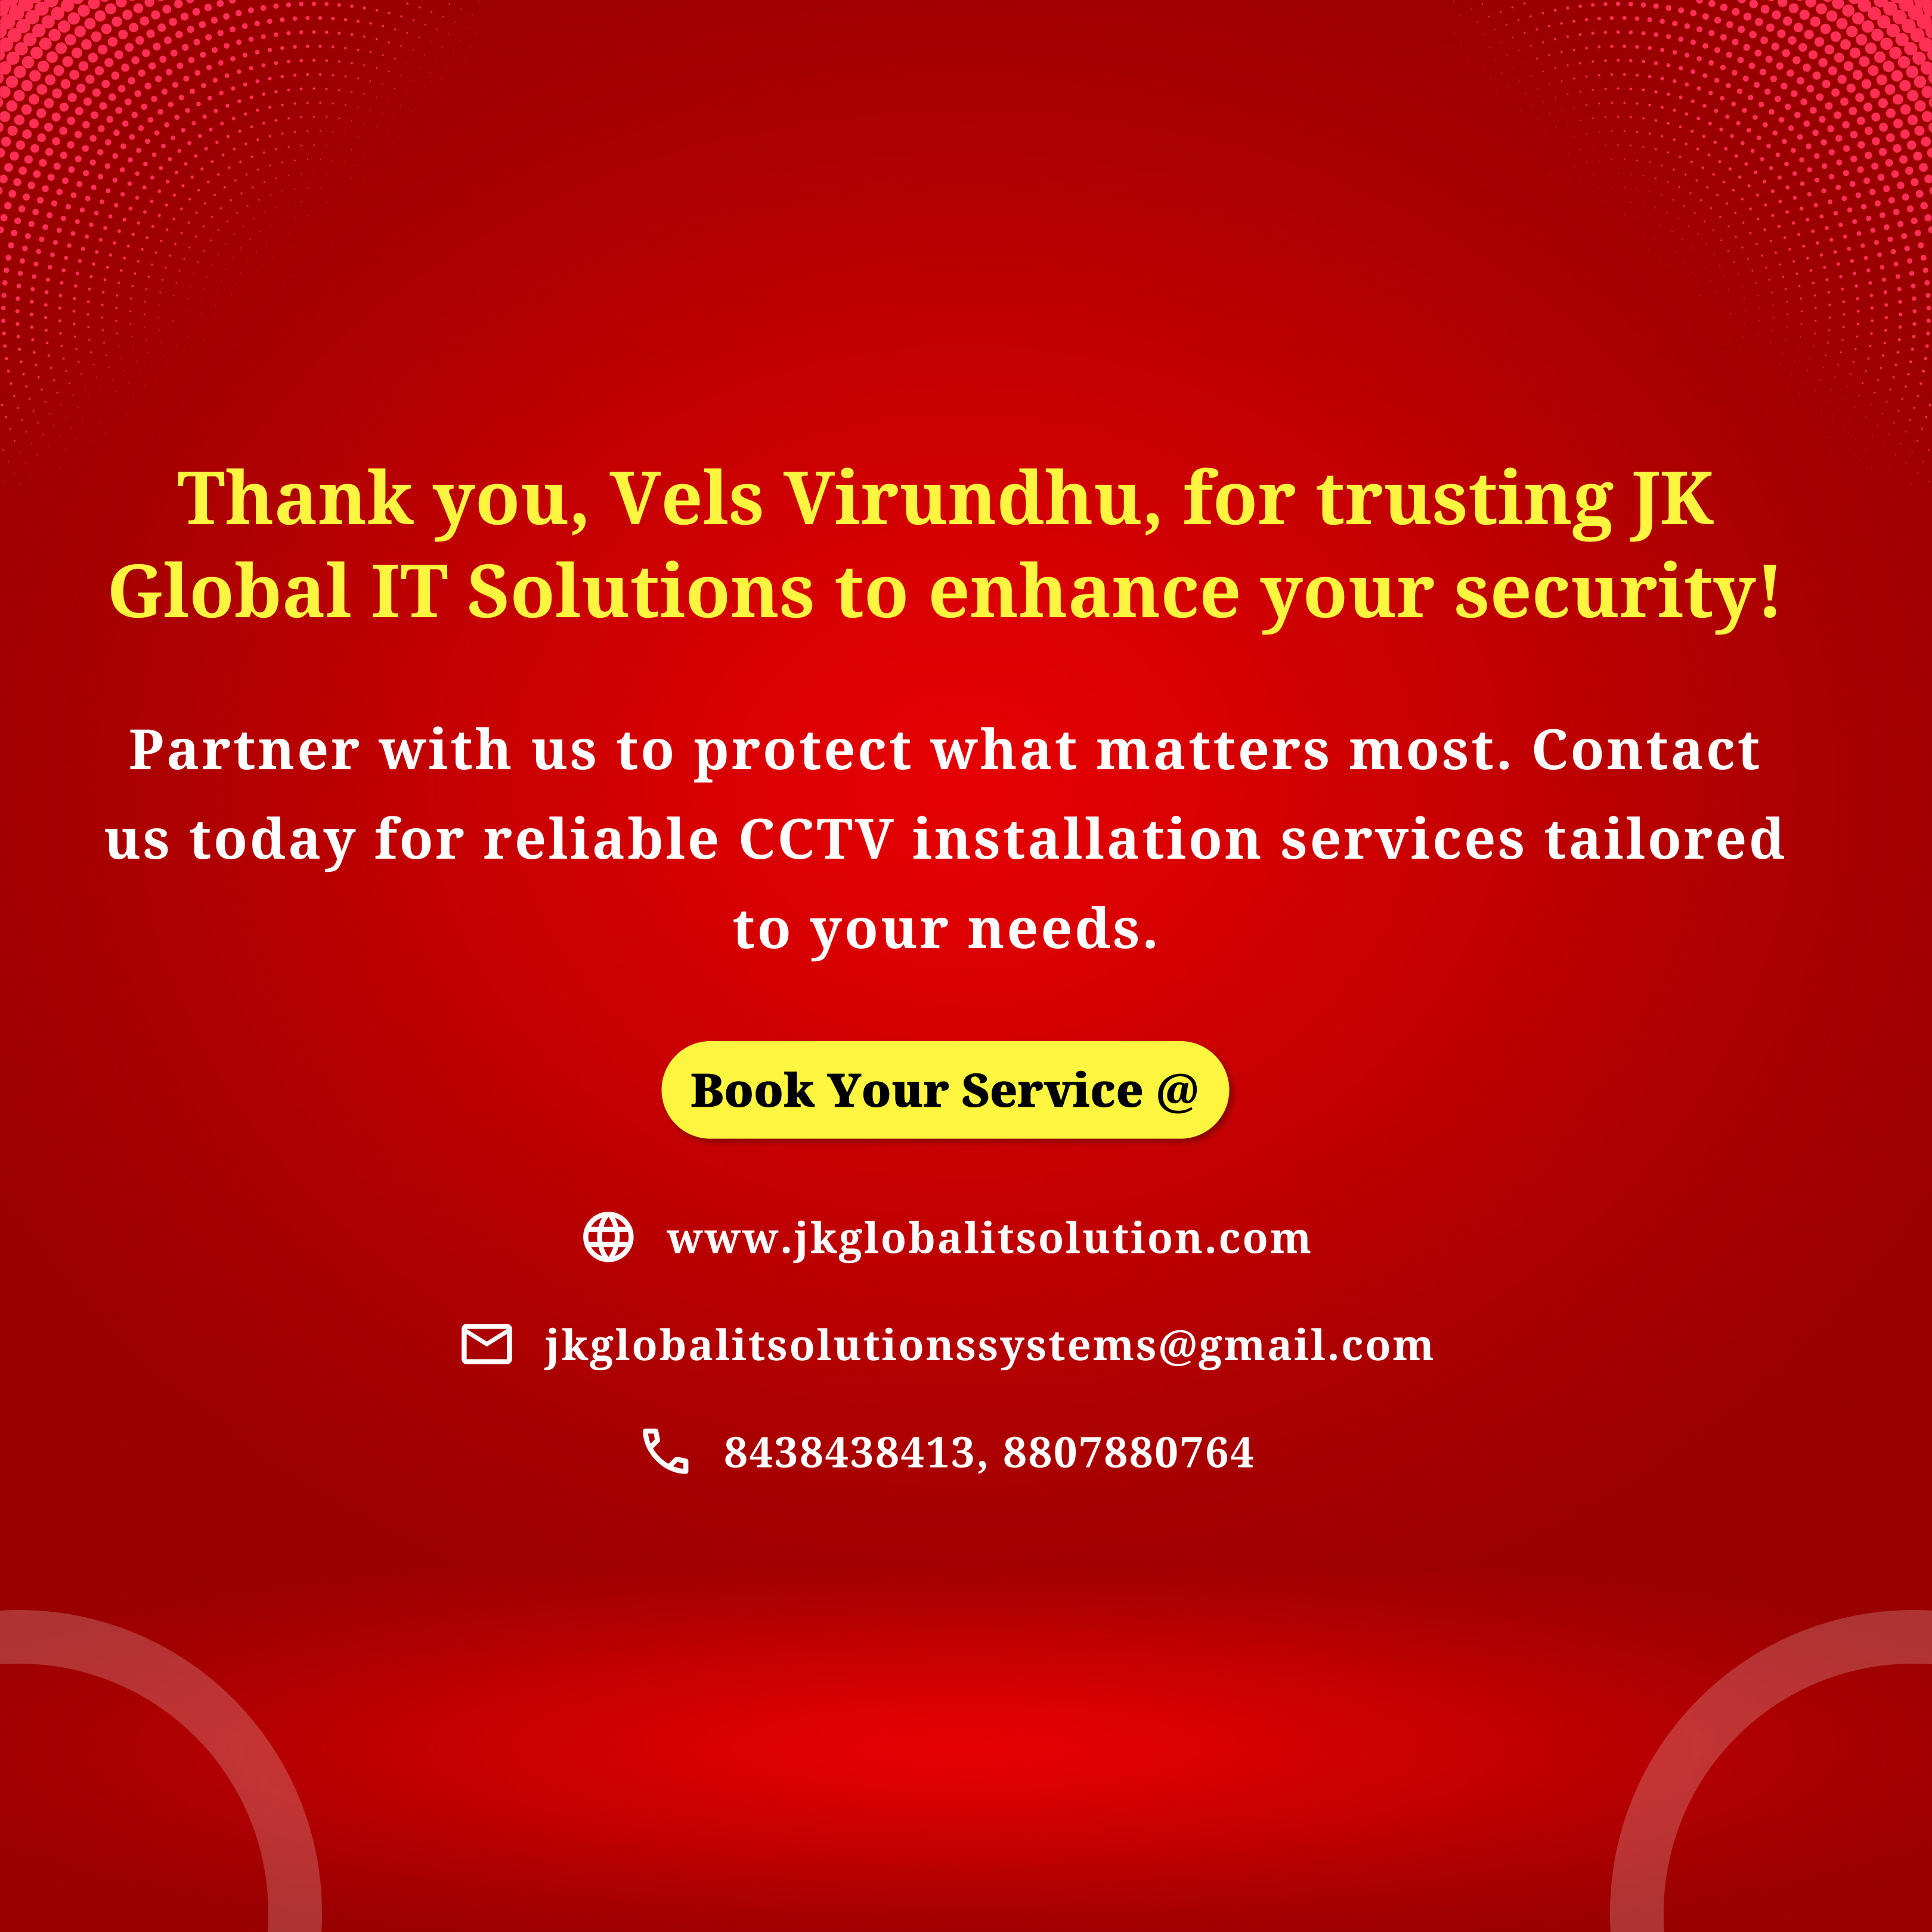 Thank you, Vels Virundhu, for trusting JK
Global IT Solutions to enhance your security!
Partner with us to protect what matters most. Contact
us today for reliable CCTV installation services tailored
to your needs.
Book Your Service @
www.jkglobalitsolution.com
jkglobalitsolutionssystems@gmail.com
8438438413, 8807880764